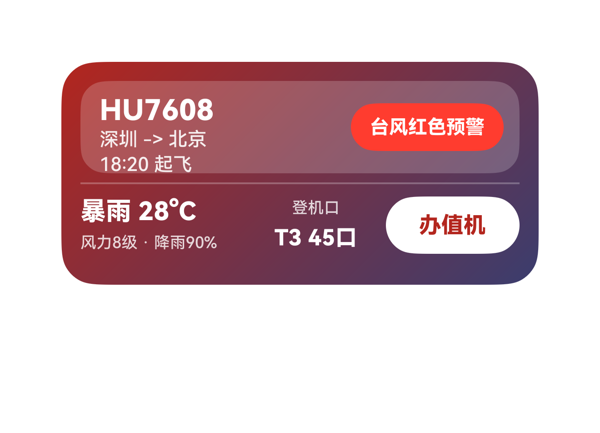 HU7608
深圳 -> 北京
18:20 起飞
台风红色预警
暴雨 28°C
风力8级 · 降雨90%
登机口
T3 45口
办值机